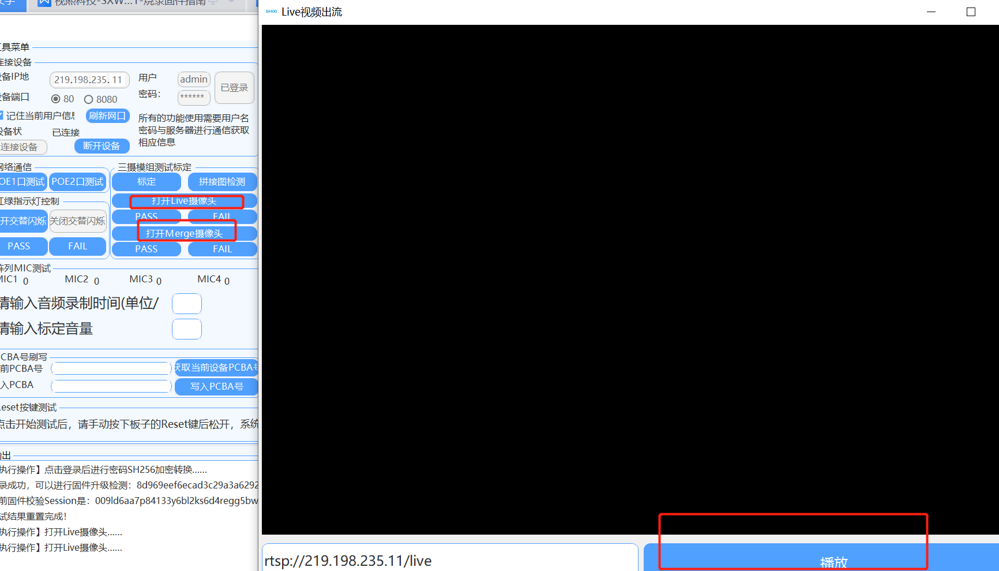 文字
视熙科技-SXW...1-烧录固件指南
SHIXI Live视频出流
工具菜单
连接设备
设备IP地
219.198.235. 11
用户
admin
已登录
设备端口
80
8080
密码：
******
记住当前用户信息
刷新网口
所有的功能使用需要用户名
密码与服务器进行通信获取
相应信息
设备状
已连接
连接设备
断开设备
网络通信
POE1口测试
POE2口测试
红绿指示灯控制
开交替闪烁
关闭交替闪烁
PASS
FAIL
三摄模组测试标定
标定
拼接图检测
打开Live摄像头
PASS
FAIL
打开Merge摄像头
PASS
FAIL
阵列MIC测试
MIC1 0
MIC2 0
MIC3 0
MIC4 0
请输入音频录制时间(单位/
请输入标定音量
PCBA号刷写
前PCBA号
获取当前设备PCBA号
入PCBA
写入PCBA号
Reset按键测试
点击开始测试后，请手动按下板子的Reset键后松开，系统
输出
执行操作】点击登录后进行密码SH256加密转换......
录成功，可以进行固件升级检测：8d969eef6ecad3c29a3a6292
前固件校验Session是：009ld6aa7p84133y6bl2ks6d4regg5bw
试结果重置完成！
执行操作】打开Live摄像头......
执行操作】打开Live摄像头......
rtsp://219.198.235.11/live
播放